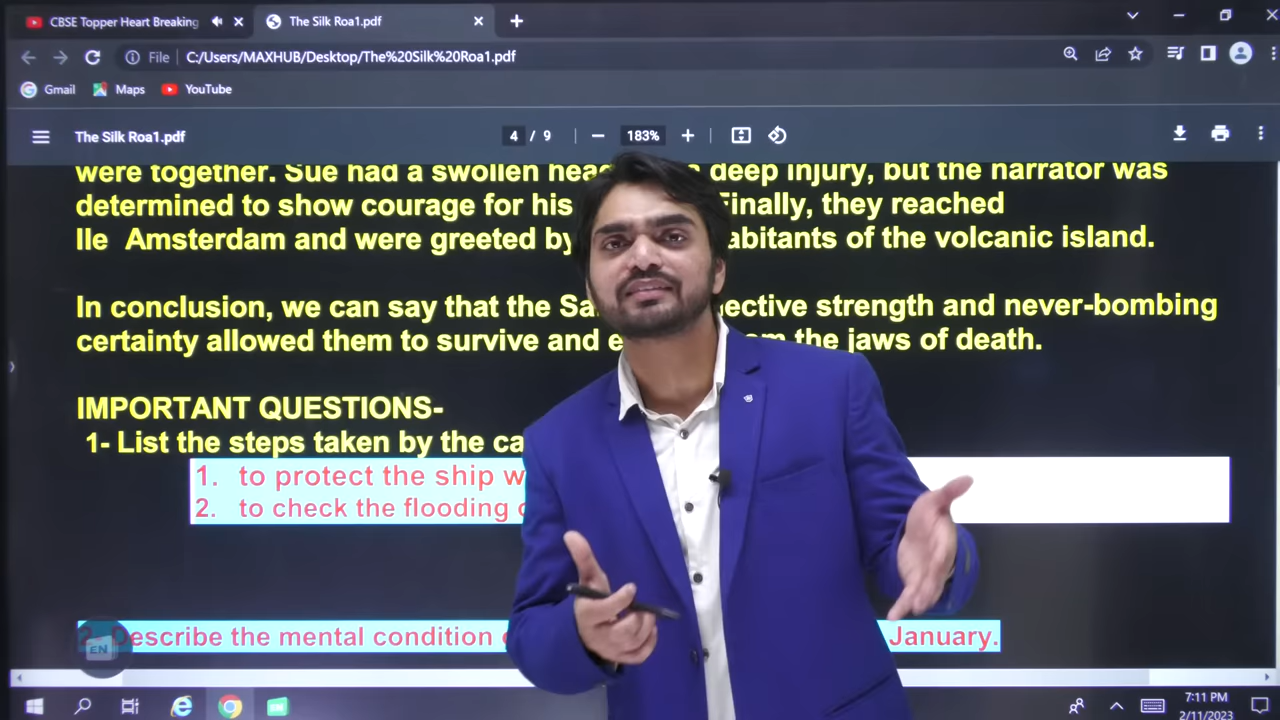 CBSE Topper Heart Breaking
The Silk Roa1.pdf
File C:/Users/MAXHUB/Desktop/The%20Silk%20Roa1.pdf
Gmail Maps YouTube
The Silk Roa1.pdf 4 / 9 183%
were together. Sue had a swollen deep injury, but the narrator was
determined to show courage for his Finally, they reached
Ile Amsterdam and were greeted by of the volcanic island.
In conclusion, we can say that the strength and never-bombing
certainty allowed them to survive and the jaws of death.
IMPORTANT QUESTIONS-
1- List the steps taken by the
1. to protect the ship
2. to check the flooding
2 Describe the mental condition January.
EN
7:11 PM
2/11/2023